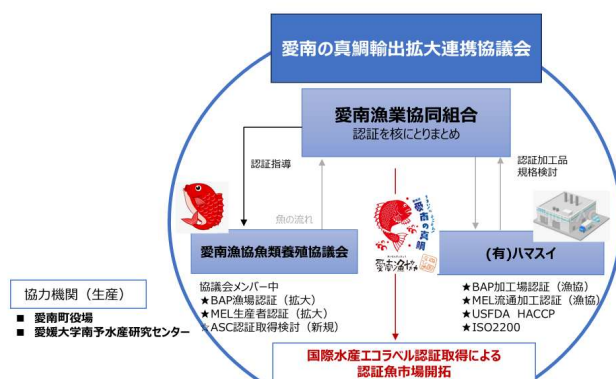 愛南の真鯛輸出拡大連携協議会
愛南漁業協同組合
認証を核にとりまとめ
認証指導
認証加工品
規格検討
魚の流れ
愛南の真鯛
愛南漁協
愛南漁協魚類養殖協議会
(有)ハマスイ
協議会メンバー中
★BAP漁場認証（拡大）
★MEL生産者認証（拡大）
☆ASC認証取得検討（新規）
★BAP加工場認証（漁協）
★MEL流通加工認証（漁協）
★USFDA HACCP
★ISO2200
協力機関（生産）
■ 愛南町役場
■ 愛媛大学南予水産研究センター
国際水産エコラベル認証取得による
認証魚市場開拓